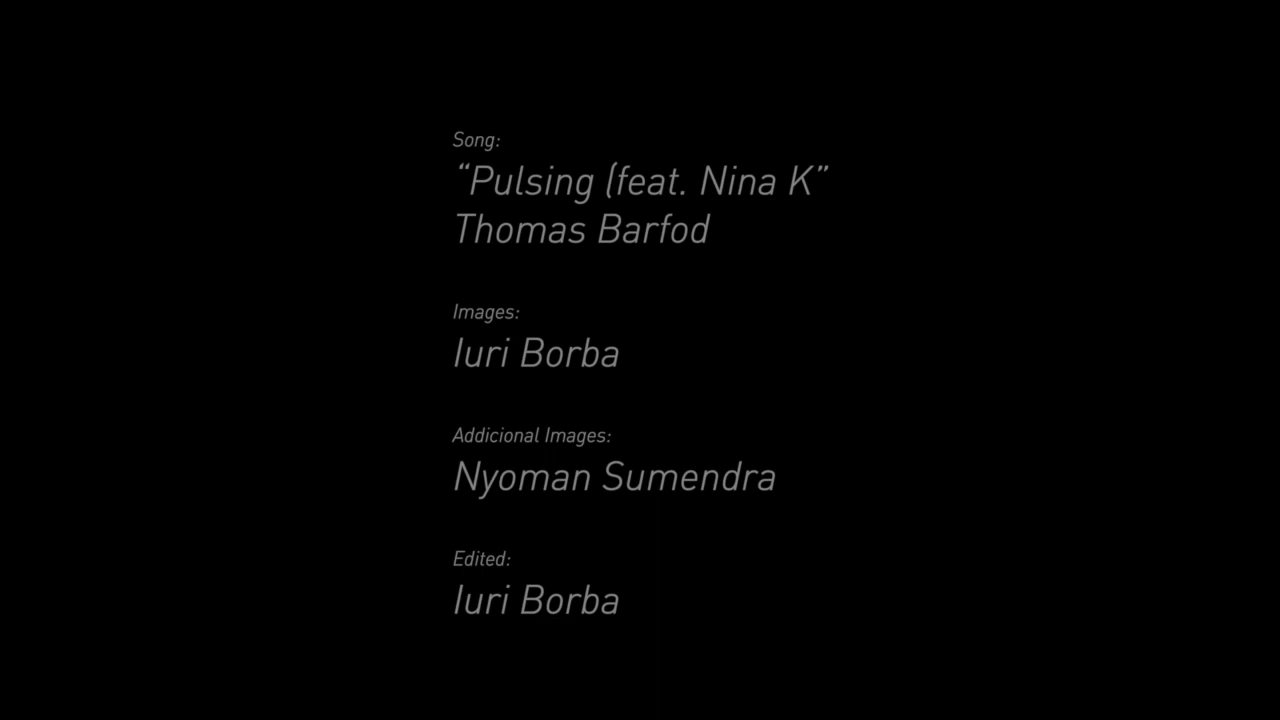 Song:
“Pulsing (feat. Nina K”
Thomas Barfod
Images:
Iuri Borba
Addicional Images:
Nyoman Sumendra
Edited:
Iuri Borba